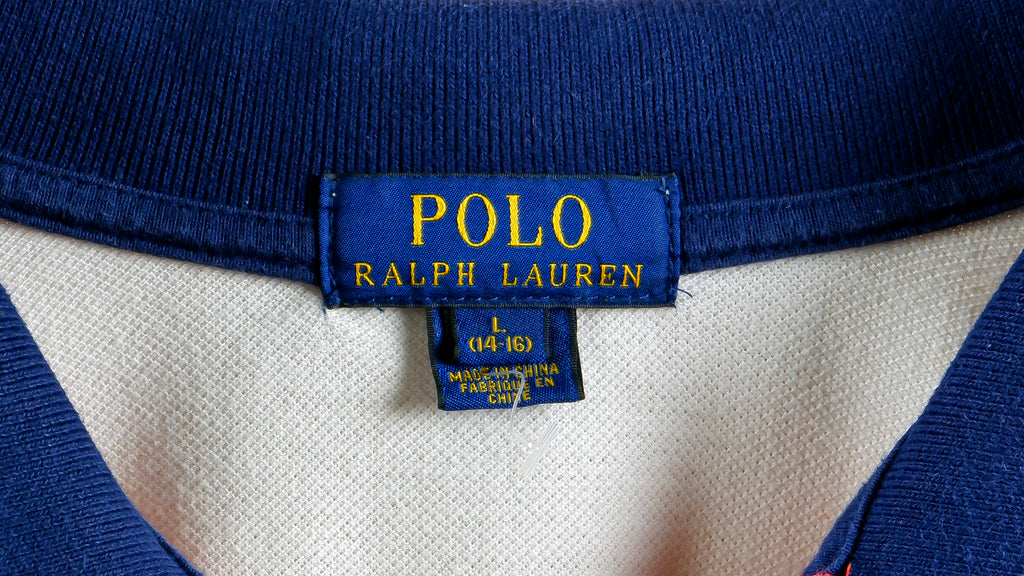 POLO
RALPH LAUREN
L
(14-16)
MADE IN CHINA
FABRIQUE EN
CHINE